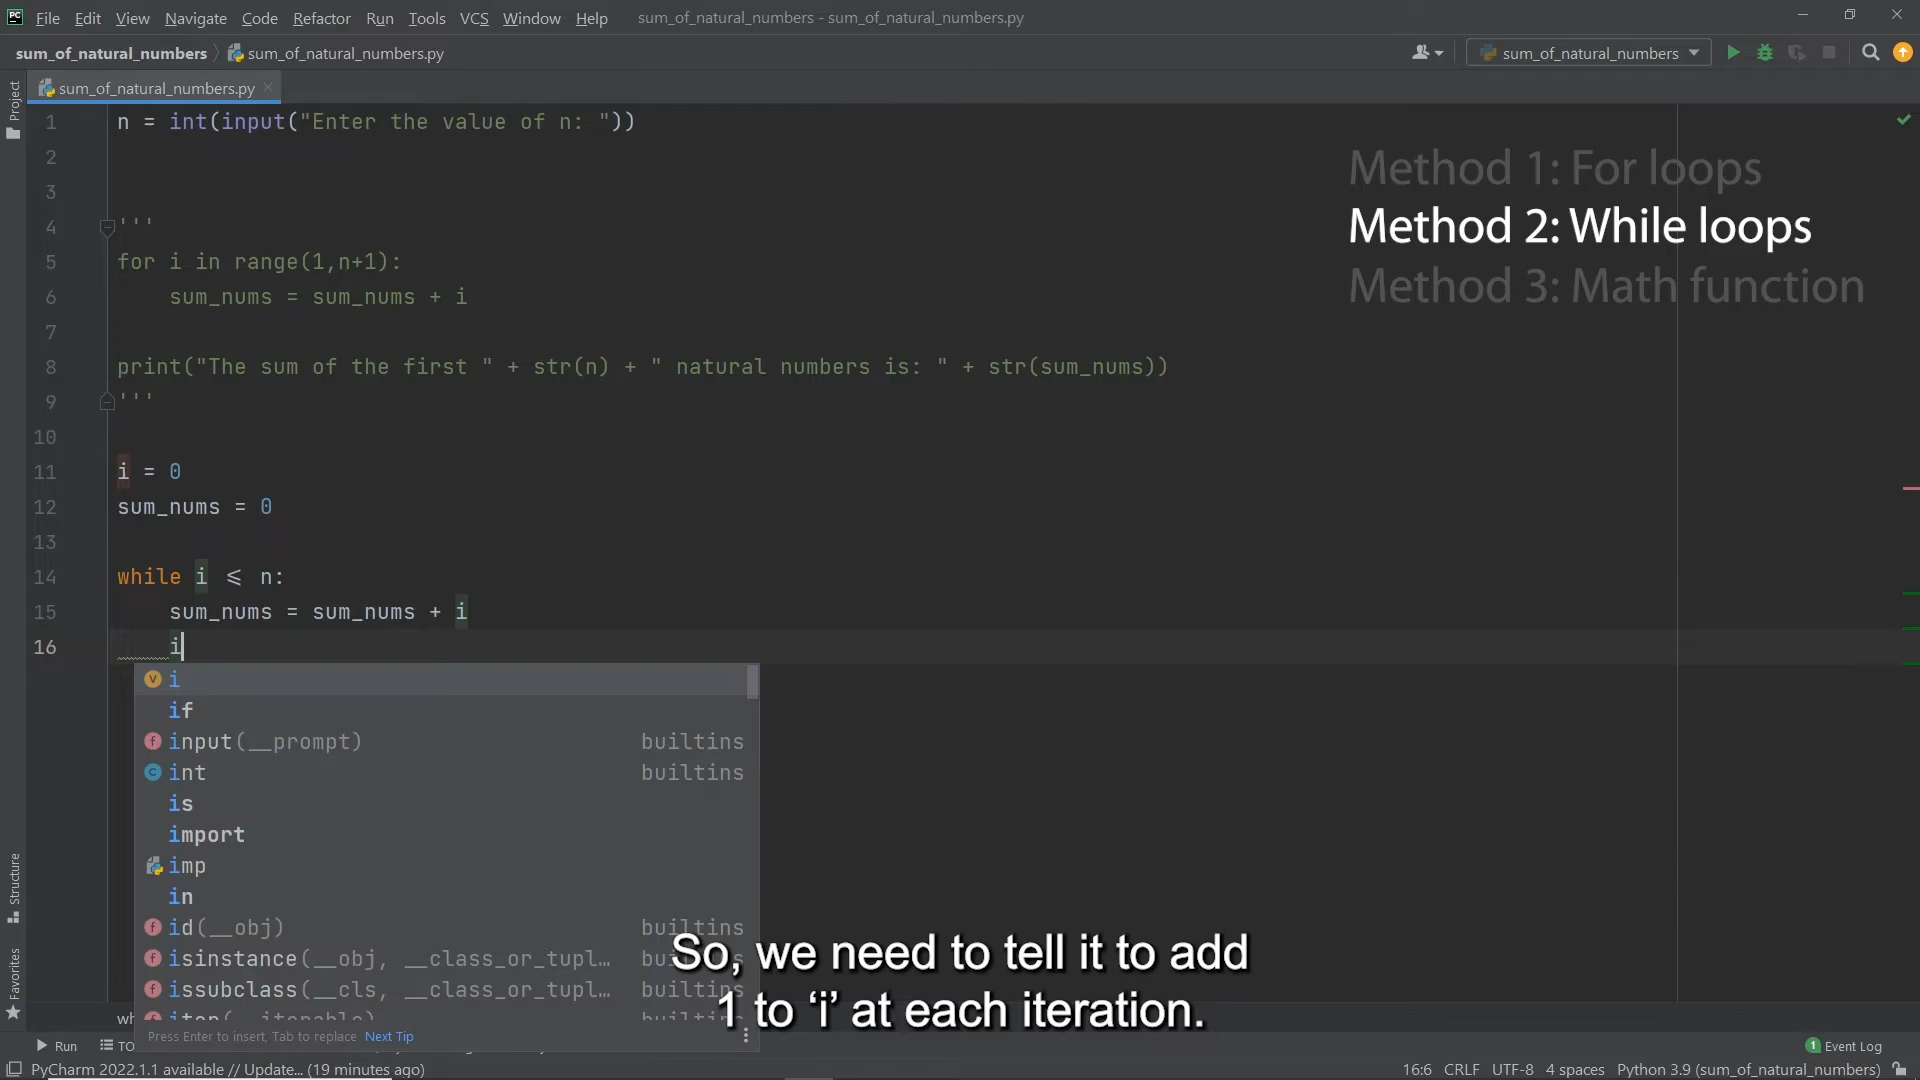 File Edit View Navigate Code Refactor Run Tools VCS Window Help sum_of_natural_numbers - sum_of_natural_numbers.py
sum_of_natural_numbers sum_of_natural_numbers.py sum_of_natural_numbers
Project
sum_of_natural_numbers.py
1 n = int(input("Enter the value of n: "))
2
3
4 '''
5 for i in range(1,n+1):
6 sum_nums = sum_nums + i
7
8 print("The sum of the first " + str(n) + " natural numbers is: " + str(sum_nums))
9 '''
10
11 i = 0
12 sum_nums = 0
13
14 while i ⩽ n:
15 sum_nums = sum_nums + i
16 i
Method 1: For loops
Method 2: While loops
Method 3: Math function
i
if
input(__prompt) builtins
int builtins
is
import
imp
in
id(__obj) builtins
isinstance(__obj, __class_or_tupl…
issubclass(__cls, __class_or_tupl… builtins
Press Enter to insert, Tab to replace Next Tip
So, we need to tell it to add
1 to ‘i’ at each iteration.
Structure
Favorites
Run
1 Event Log
PyCharm 2022.1.1 available // Update... (19 minutes ago) 16:6 CRLF UTF-8 4 spaces Python 3.9 (sum_of_natural_numbers)